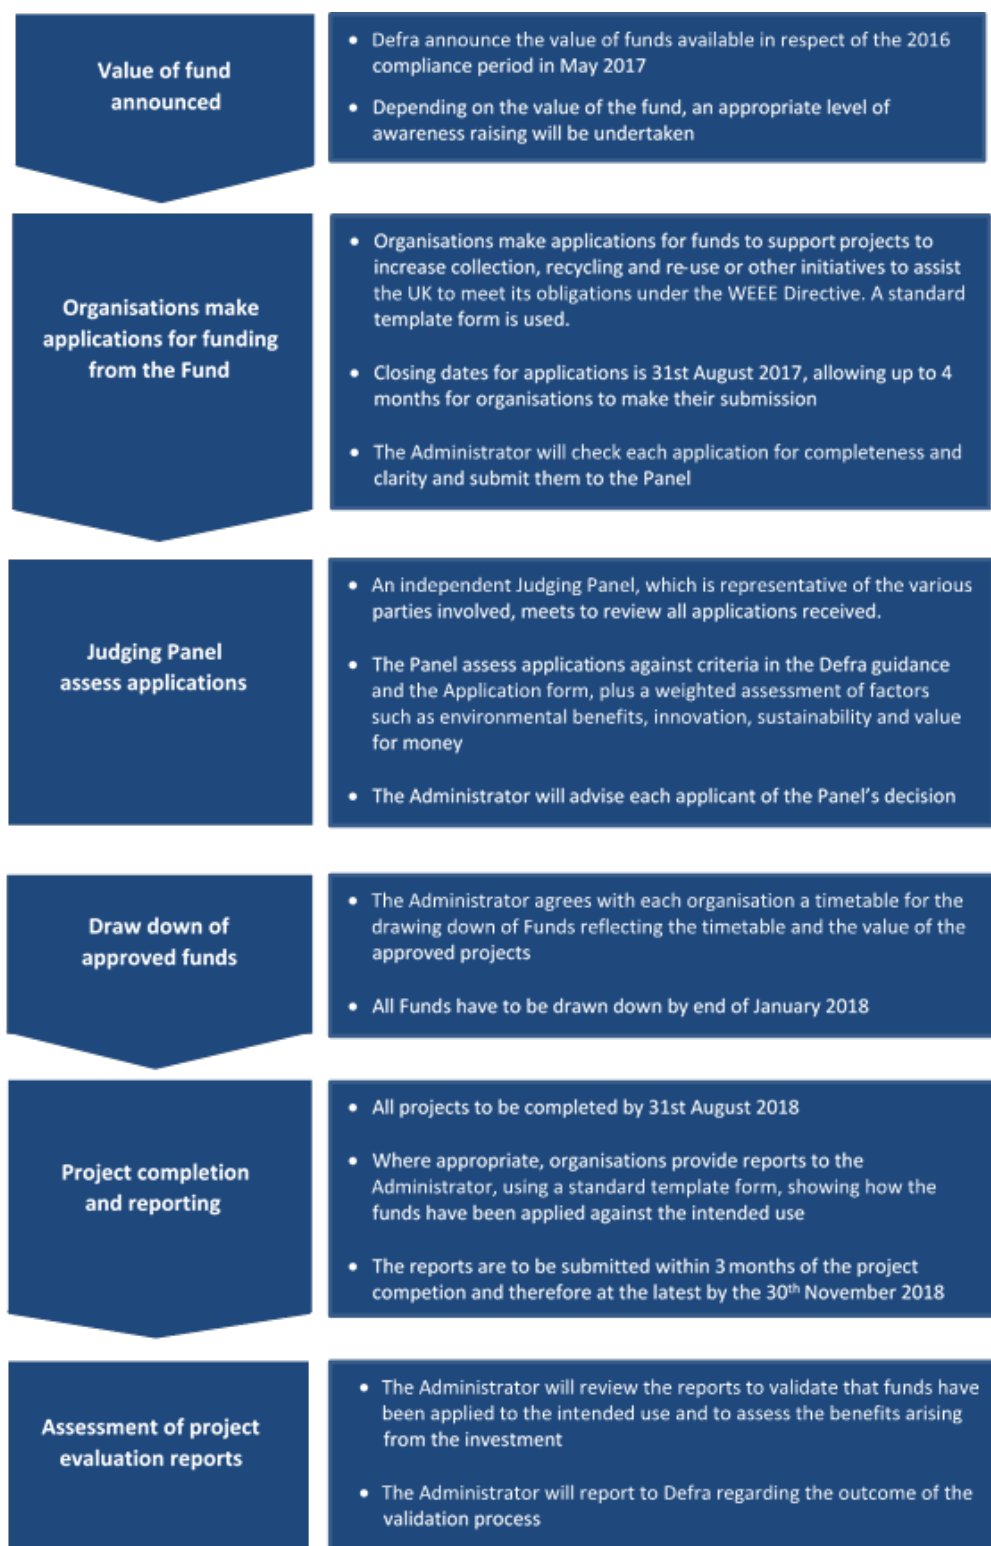 Value of fund
announced
• Defra announce the value of funds available in respect of the 2016
compliance period in May 2017
• Depending on the value of the fund, an appropriate level of
awareness raising will be undertaken
Organisations make
applications for funding
from the Fund
• Organisations make applications for funds to support projects to
increase collection, recycling and re-use or other initiatives to assist
the UK to meet its obligations under the WEEE Directive. A standard
template form is used.
• Closing dates for applications is 31st August 2017, allowing up to 4
months for organisations to make their submission
• The Administrator will check each application for completeness and
clarity and submit them to the Panel
Judging Panel
assess applications
• An independent Judging Panel, which is representative of the various
parties involved, meets to review all applications received.
• The Panel assess applications against criteria in the Defra guidance
and the Application form, plus a weighted assessment of factors
such as environmental benefits, innovation, sustainability and value
for money
• The Administrator will advise each applicant of the Panel's decision
Draw down of
approved funds
• The Administrator agrees with each organisation a timetable for the
drawing down of Funds reflecting the timetable and the value of the
approved projects
• All Funds have to be drawn down by end of January 2018
Project completion
and reporting
• All projects to be completed by 31st August 2018
• Where appropriate, organisations provide reports to the
Administrator, using a standard template form, showing how the
funds have been applied against the intended use
• The reports are to be submitted within 3 months of the project
competion and therefore at the latest by the 30th November 2018
Assessment of project
evaluation reports
• The Administrator will review the reports to validate that funds have
been applied to the intended use and to assess the benefits arising
from the investment
• The Administrator will report to Defra regarding the outcome of the
validation process